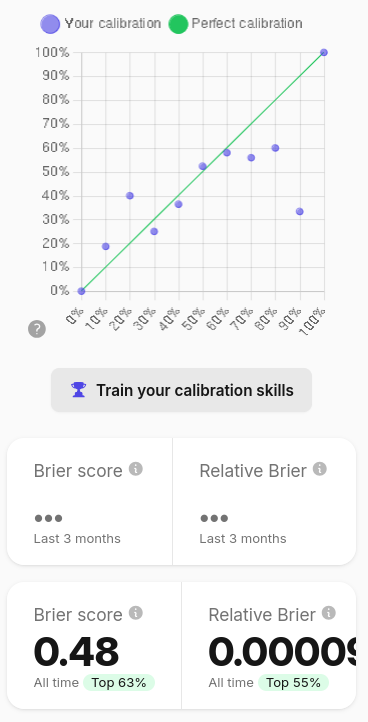 Your calibration Perfect calibration
100%
90%
80%
70%
60%
50%
40%
30%
20%
10%
0%
0% 10% 20% 30% 40% 50% 60% 70% 80% 90% 100%
?
Train your calibration skills
Brier score i Relative Brier i
••• •••
Last 3 months Last 3 months
Brier score i Relative Brier i
0.48 0.00009
All time Top 63% All time Top 55%